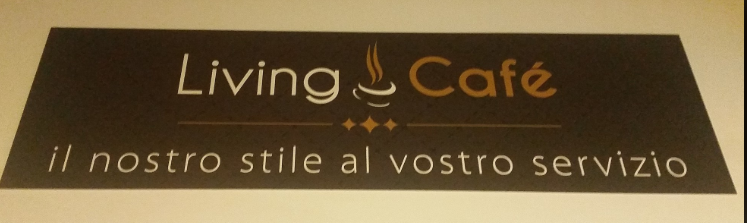 Living Café
il nostro stile al vostro servizio